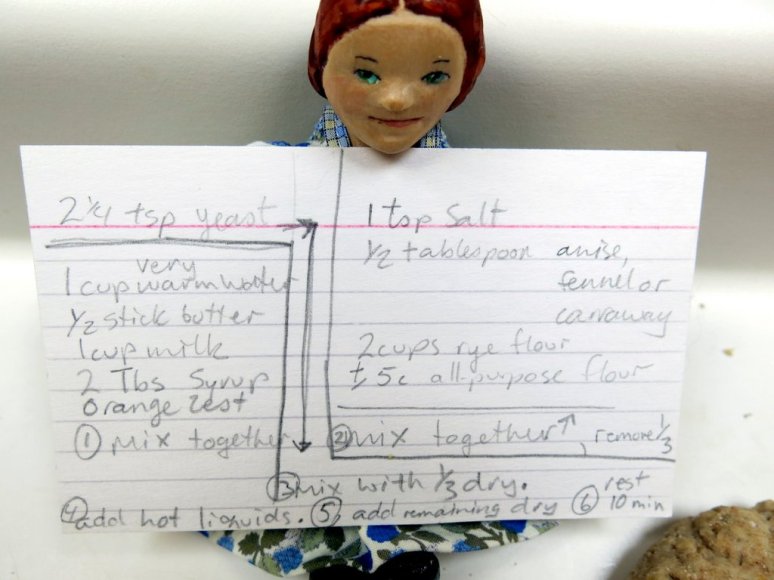 2 1/4 tsp yeast
very
1 cup warm water
1/2 stick butter
1 cup milk
2 Tbs Syrup
orange zest
① mix together
1 tsp Salt
1/2 tablespoon anise,
fennel or
carraway
2 cups rye flour
± 5c all-purpose flour
② mix together ↑, remove 1/3
③ mix with 1/3 dry.
④ add hot liquids. ⑤ add remaining dry ⑥ rest
10 min